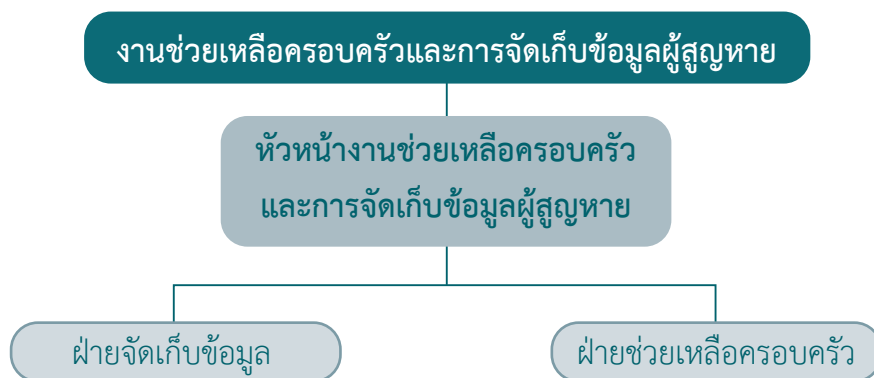 งานช่วยเหลือครอบครัวและการจัดเก็บข้อมูลผู้สูญหาย
หัวหน้างานช่วยเหลือครอบครัว
และการจัดเก็บข้อมูลผู้สูญหาย
ฝ่ายจัดเก็บข้อมูล
ฝ่ายช่วยเหลือครอบครัว